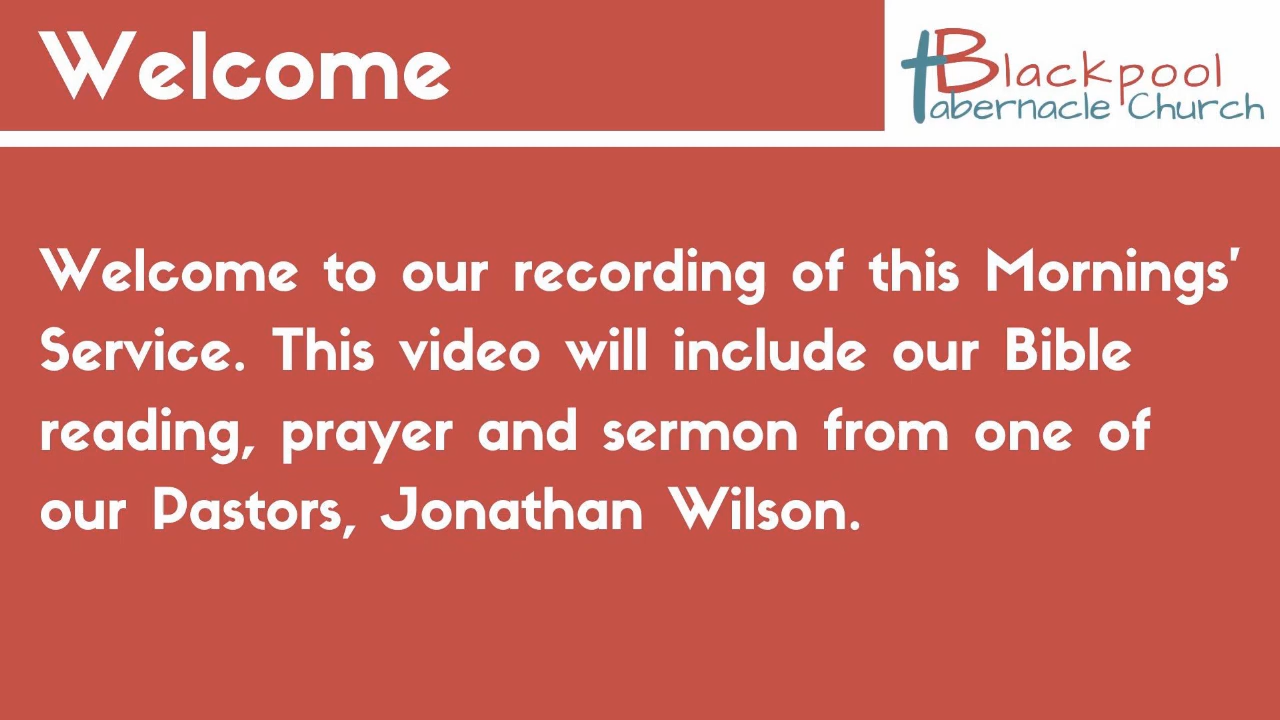 Welcome
Blackpool
Tabernacle Church
Welcome to our recording of this Mornings'
Service. This video will include our Bible
reading, prayer and sermon from one of
our Pastors, Jonathan Wilson.